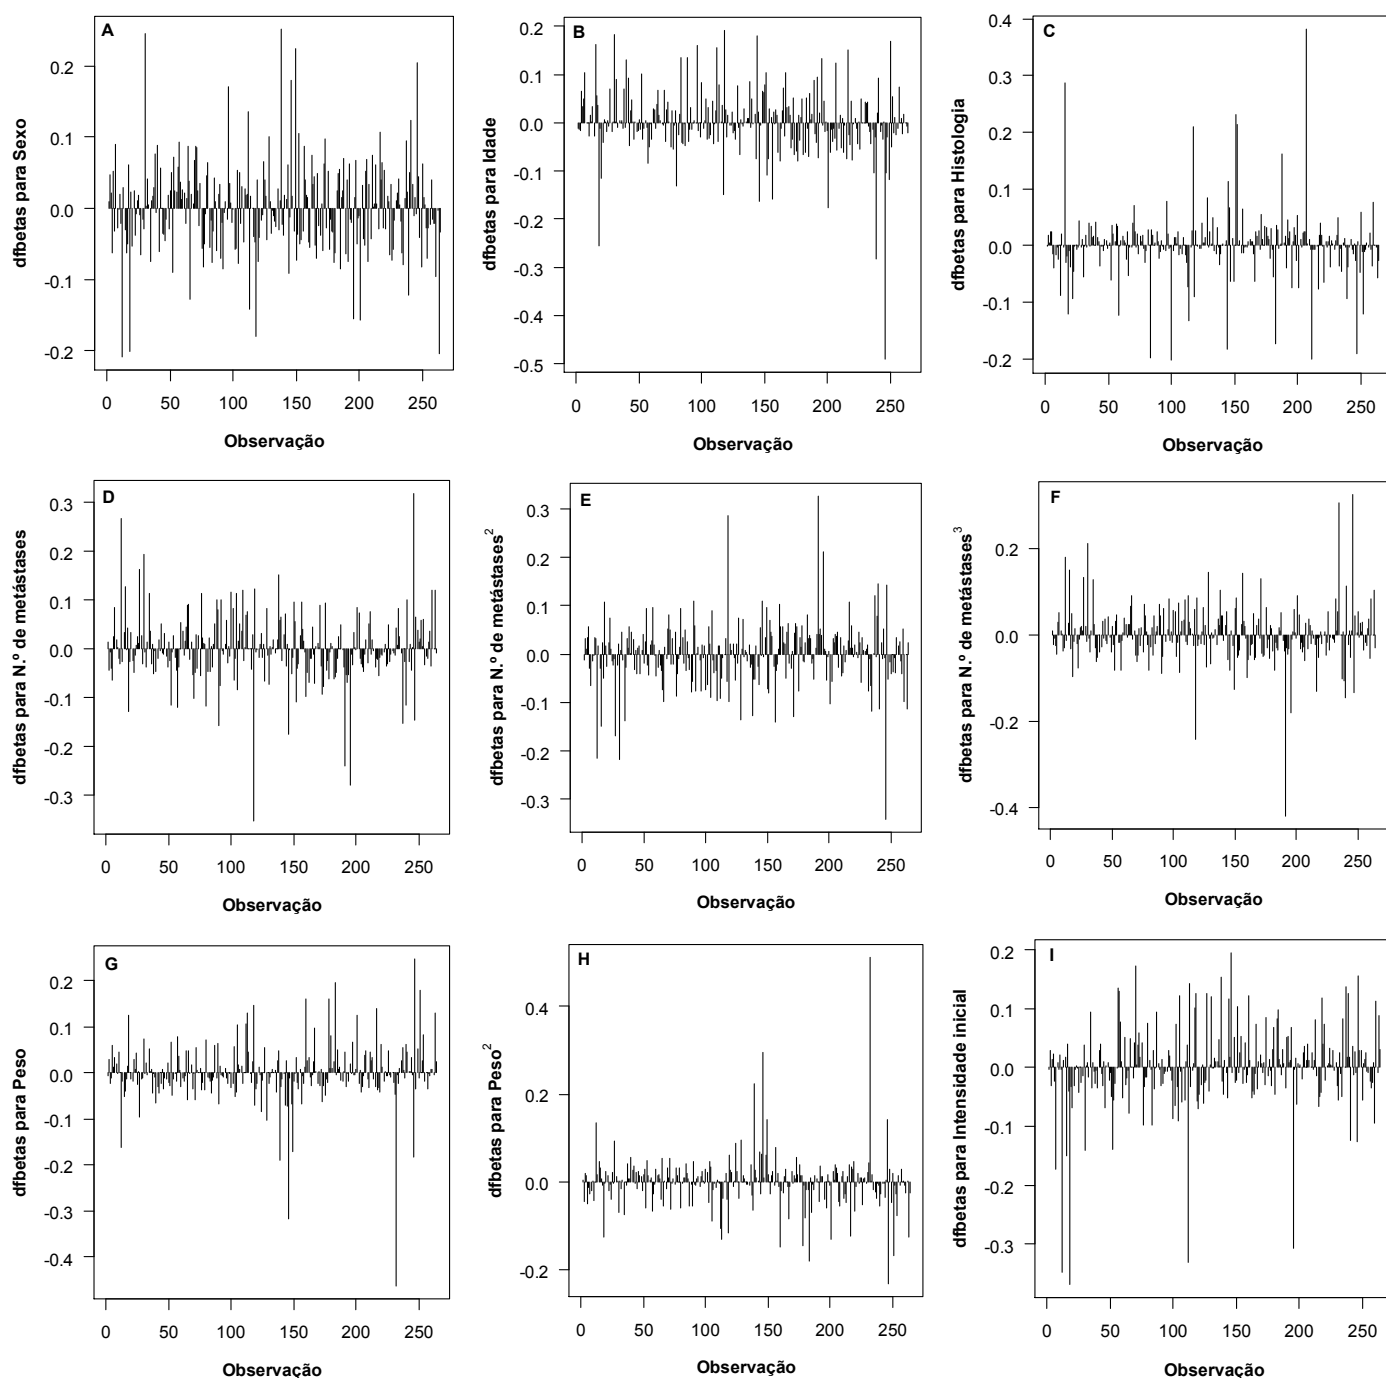 A
dfbetas para Sexo
0.2
0.1
0.0
-0.1
-0.2
0 50 100 150 200 250
Observação
B
dfbetas para Idade
0.2
0.1
0.0
-0.1
-0.2
-0.3
-0.4
-0.5
0 50 100 150 200 250
Observação
C
dfbetas para Histologia
0.4
0.3
0.2
0.1
0.0
-0.1
-0.2
0 50 100 150 200 250
Observação
D
dfbetas para N.º de metástases
0.3
0.2
0.1
0.0
-0.1
-0.2
-0.3
0 50 100 150 200 250
Observação
E
dfbetas para N.º de metástases²
0.3
0.2
0.1
0.0
-0.1
-0.2
-0.3
0 50 100 150 200 250
Observação
F
dfbetas para N.º de metástases³
0.2
0.0
-0.2
-0.4
0 50 100 150 200 250
Observação
G
dfbetas para Peso
0.2
0.1
0.0
-0.1
-0.2
-0.3
-0.4
0 50 100 150 200 250
Observação
H
dfbetas para Peso²
0.4
0.2
0.0
-0.2
0 50 100 150 200 250
Observação
I
dfbetas para Intensidade inicial
0.2
0.1
0.0
-0.1
-0.2
-0.3
0 50 100 150 200 250
Observação